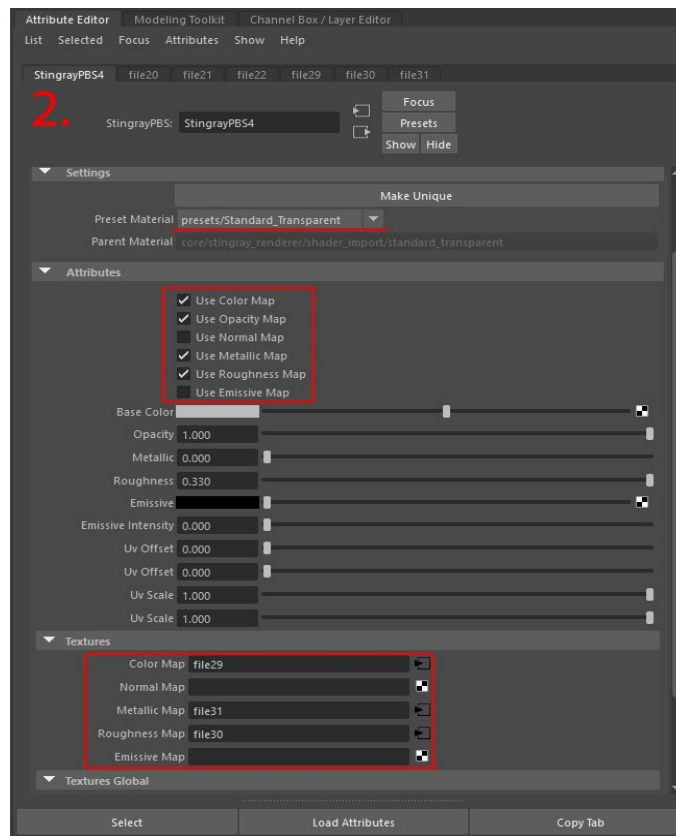 Attribute Editor Modeling Toolkit Channel Box / Layer Editor
List Selected Focus Attributes Show Help
StingrayPBS4 file20 file21 file22 file29 file30 file31
2.
StingrayPBS: StingrayPBS4
Focus
Presets
Show Hide
Settings
Make Unique
Preset Material presets/Standard_Transparent
Parent Material core/stingray_renderer/shader_import/standard_transparent
Attributes
Use Color Map
Use Opacity Map
Use Normal Map
Use Metallic Map
Use Roughness Map
Use Emissive Map
Base Color
Opacity 1.000
Metallic 0.000
Roughness 0.330
Emissive
Emissive Intensity 0.000
Uv Offset 0.000
Uv Offset 0.000
Uv Scale 1.000
Uv Scale 1.000
Textures
Color Map file29
Normal Map
Metallic Map file31
Roughness Map file30
Emissive Map
Textures Global
Select Load Attributes Copy Tab